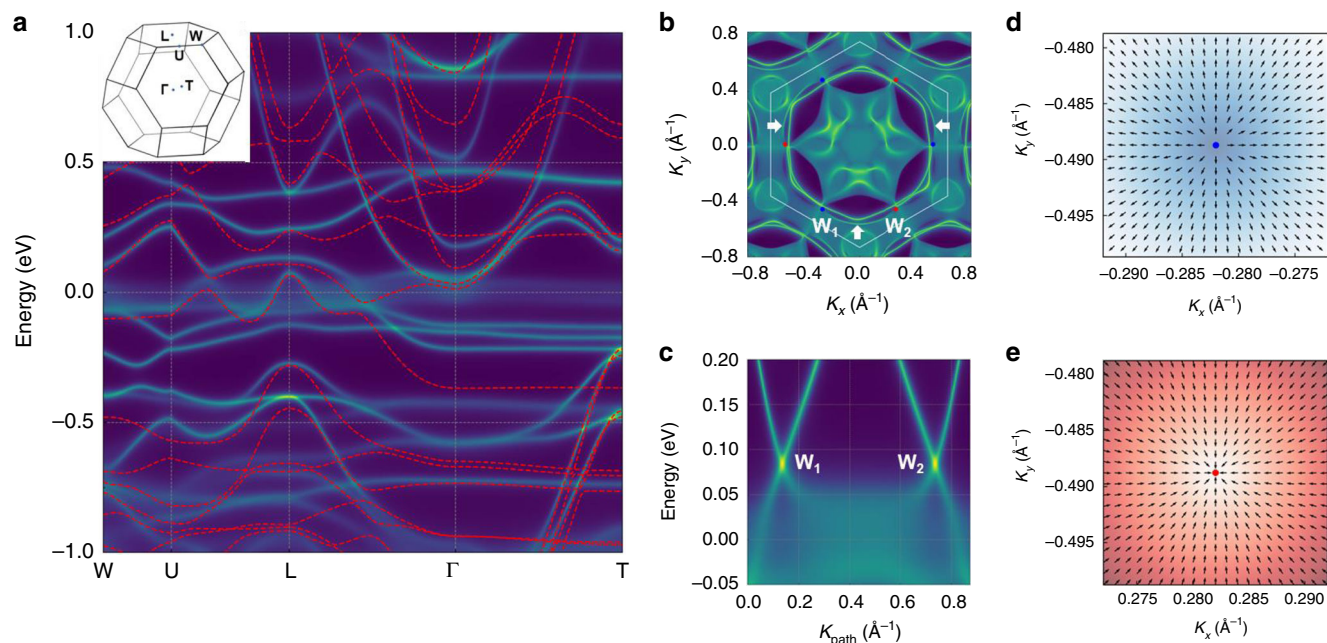 a
L
W
U
Γ
T
1.0
0.5
0.0
−0.5
−1.0
Energy (eV)
W
U
L
Γ
T
b
0.8
0.4
0.0
−0.4
−0.8
K_y (Å⁻¹)
W₁
W₂
−0.8
−0.4
0.0
0.4
0.8
K_x (Å⁻¹)
c
0.20
0.15
0.10
0.05
0.00
−0.05
Energy (eV)
W₁
W₂
0.0
0.2
0.4
0.6
0.8
K_path (Å⁻¹)
d
−0.480
−0.485
−0.490
−0.495
K_y (Å⁻¹)
−0.290
−0.285
−0.280
−0.275
K_x (Å⁻¹)
e
−0.480
−0.485
−0.490
−0.495
K_y (Å⁻¹)
0.275
0.280
0.285
0.290
K_x (Å⁻¹)